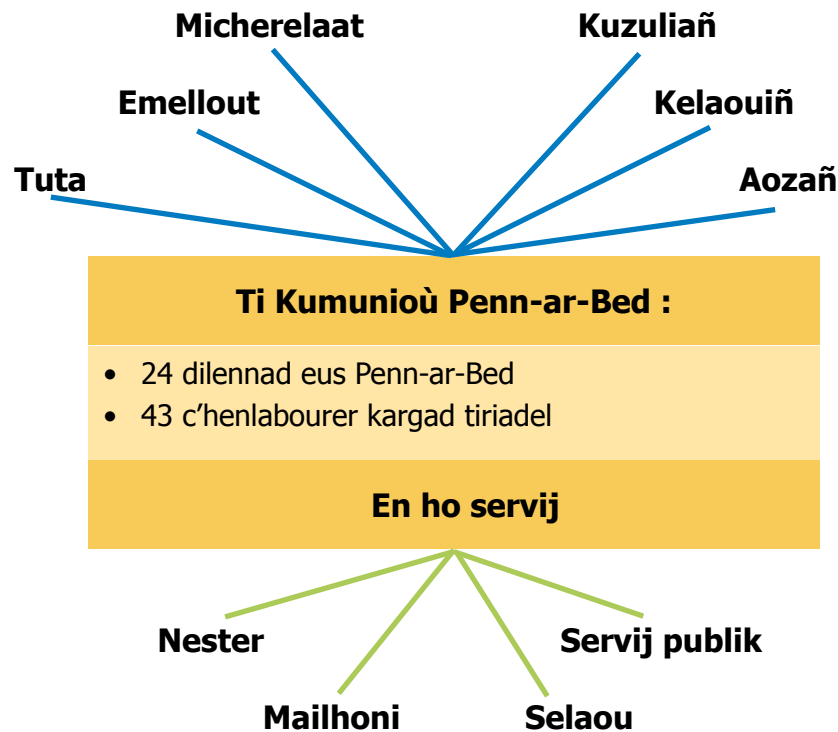 Micherelaat
Kuzuliañ
Emellout
Kelaouiñ
Tuta
Aozañ
Ti Kumunioù Penn-ar-Bed :
• 24 dilennad eus Penn-ar-Bed
• 43 c’henlabourer kargad tiriadel
En ho servij
Nester
Servij publik
Mailhoni
Selaou